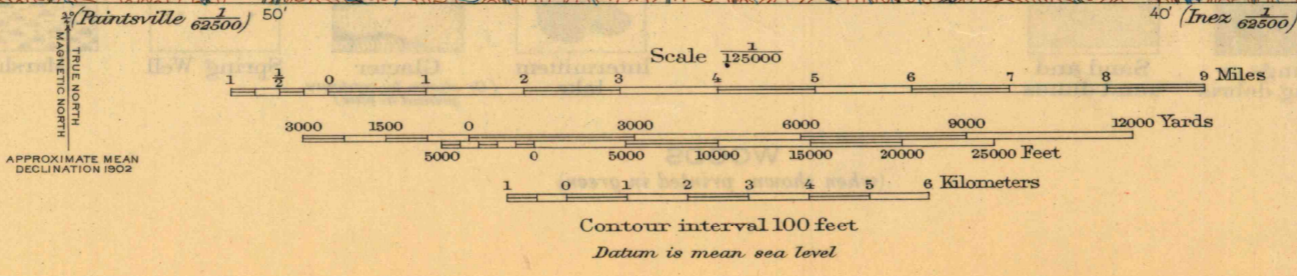 (Paintsville 1/62500) 50' 40' (Inez 1/62500)
TRUE NORTH
MAGNETIC NORTH
APPROXIMATE MEAN
DECLINATION 1902
Scale 1/125000
1 1/2 0 1 2 3 4 5 6 7 8 9 Miles
3000 1500 0 3000 6000 9000 12000 Yards
5000 0 5000 10000 15000 20000 25000 Feet
1 0 1 2 3 4 5 6 Kilometers
Contour interval 100 feet
Datum is mean sea level